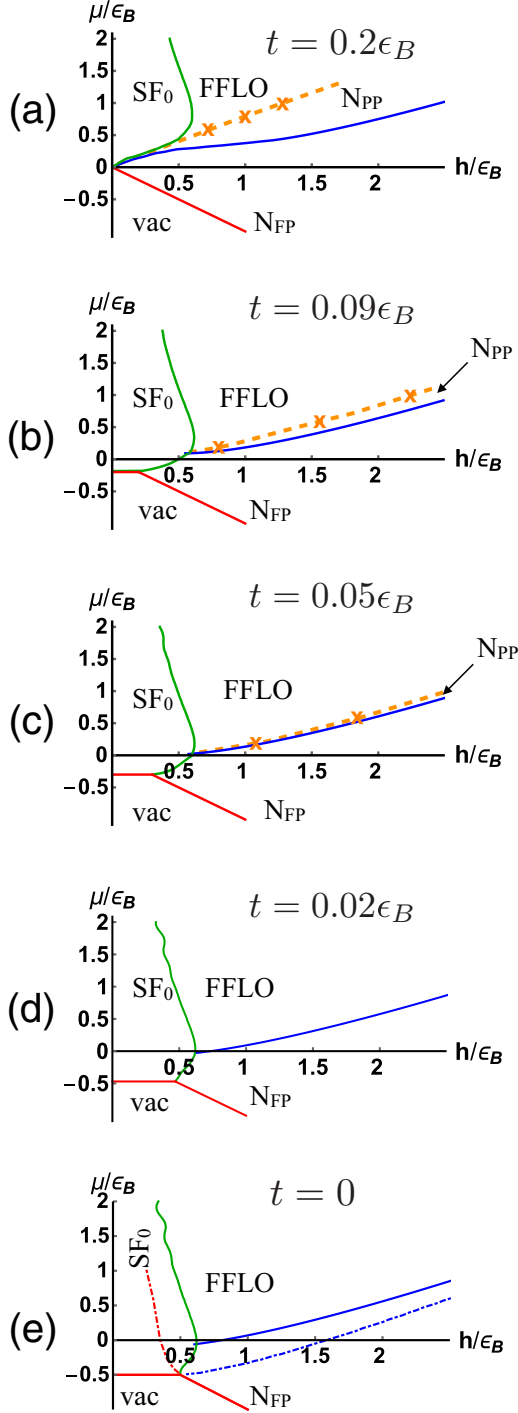 μ/ϵB
t = 0.2ϵB
2
SF0 FFLO
(a)
1.5
NPP
1
0.5
h/ϵB
0
0.5 1 1.5 2
−0.5
vac NFP
μ/ϵB
t = 0.09ϵB
2
NPP
1.5
SF0 FFLO
(b)
1
0.5
h/ϵB
0
0.5 1 1.5 2
−0.5
vac NFP
μ/ϵB
t = 0.05ϵB
2
NPP
1.5
FFLO
(c)
SF0
1
0.5
h/ϵB
0
0.5 1 1.5 2
−0.5
vac NFP
μ/ϵB
t = 0.02ϵB
2
1.5
SF0 FFLO
(d)
1
0.5
h/ϵB
0
0.5 1 1.5 2
−0.5
vac NFP
μ/ϵB
t = 0
2
1.5
SF0
FFLO
1
0.5
(e)
h/ϵB
0
0.5 1 1.5 2
−0.5
vac NFP